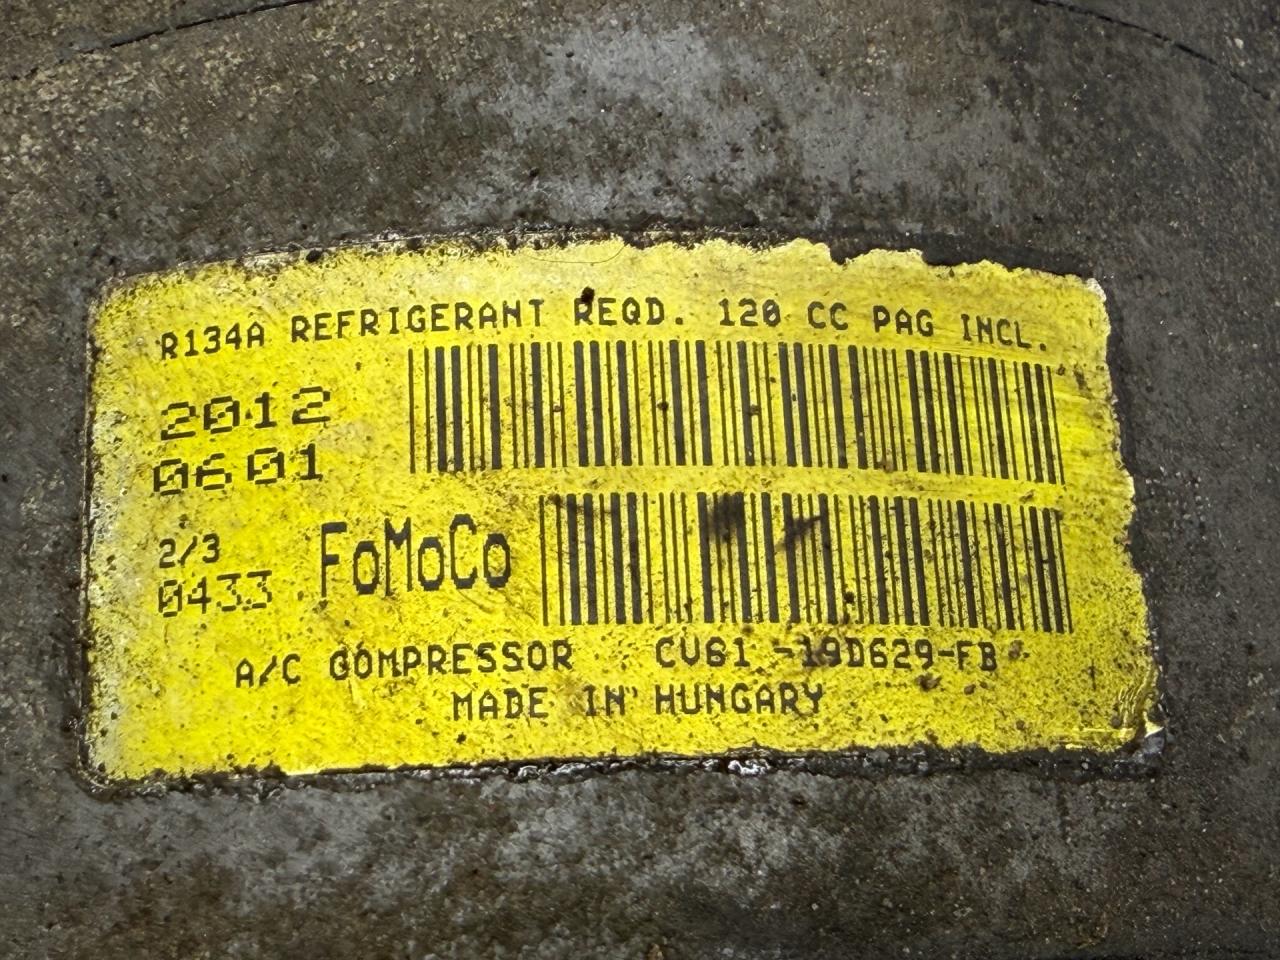 R134A REFRIGERANT REQD. 120 CC PAG INCL.
2012
0601
2/3
0433 FoMoCo
A/C COMPRESSOR CV61-19D629-FB
MADE IN HUNGARY